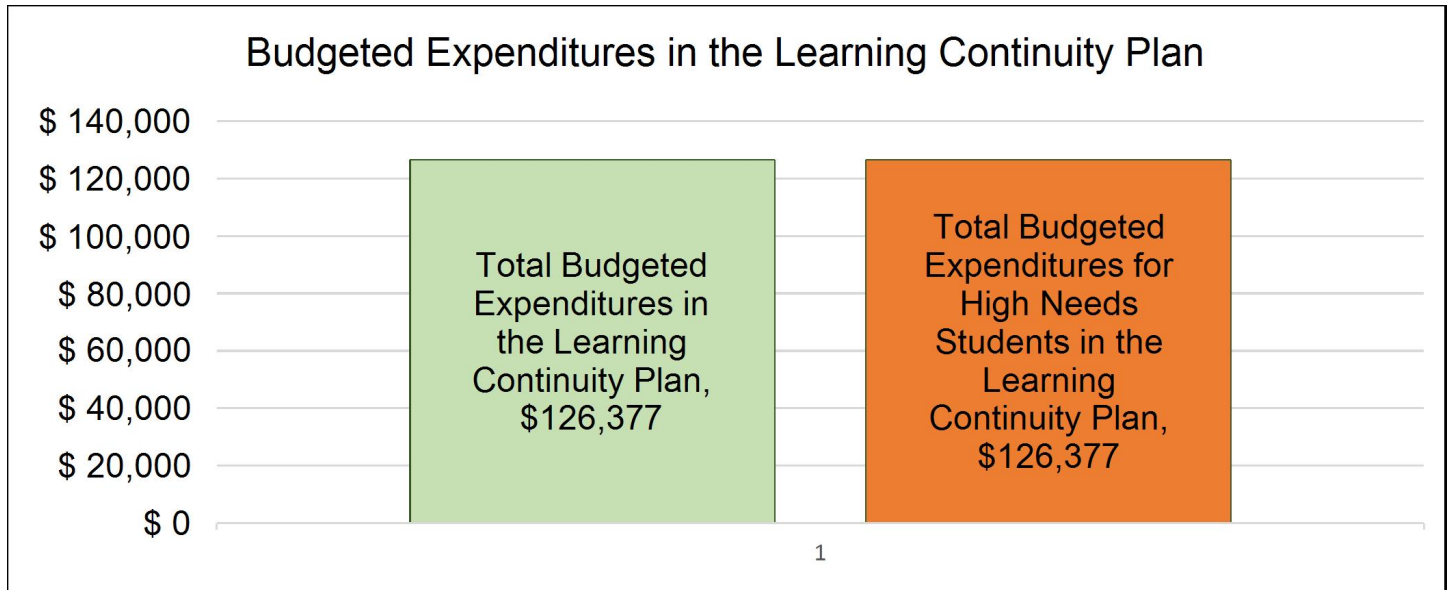 Budgeted Expenditures in the Learning Continuity Plan
$ 140,000
$ 120,000
$ 100,000
$ 80,000
$ 60,000
$ 40,000
$ 20,000
$ 0
Total Budgeted
Expenditures in
the Learning
Continuity Plan,
$126,377
Total Budgeted
Expenditures for
High Needs
Students in the
Learning
Continuity Plan,
$126,377
1